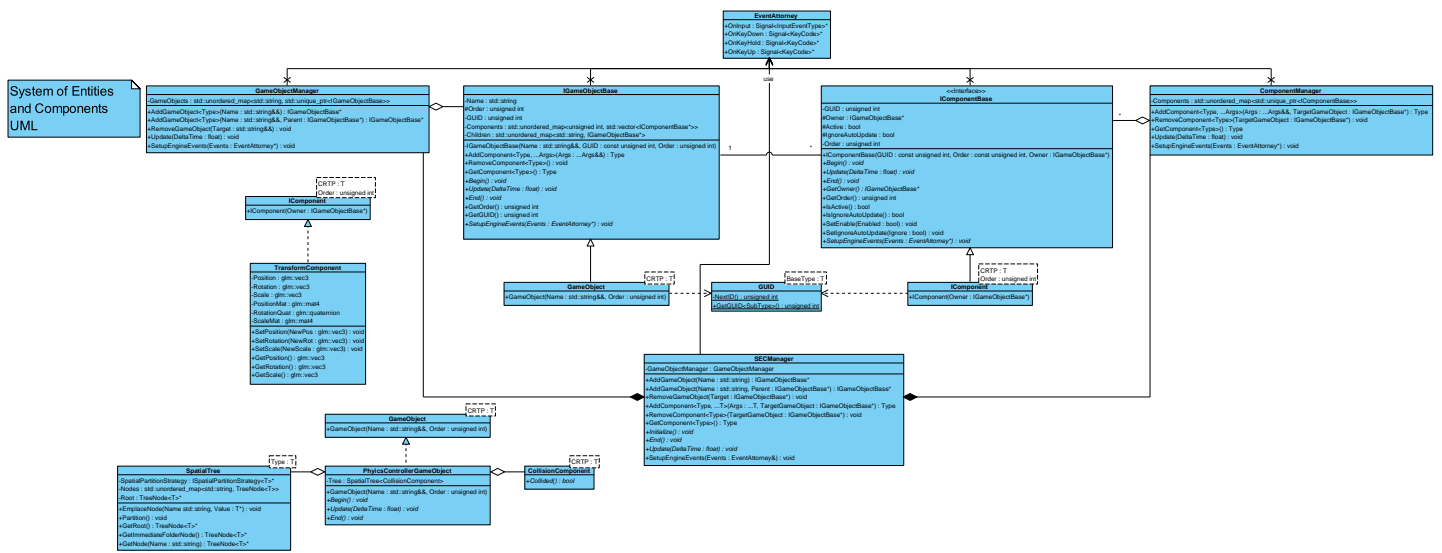 EventAttorney
+OnInput : Signal<InputEventType>*
+OnKeyDown : Signal<KeyCode>*
+OnKeyHold : Signal<KeyCode>*
+OnKeyUp : Signal<KeyCode>*
use
System of Entities
and Components
UML
GameObjectManager
-GameObjects : std::unordered_map<std::string, std::unique_ptr<IGameObjectBase>>
+AddGameObject<Type>(Name : std::string&&) : IGameObjectBase*
+AddGameObject<Type>(Name : std::string&&, Parent : IGameObjectBase*) : IGameObjectBase*
+RemoveGameObject(Target : std::string&&) : void
+Update(DeltaTime : float) : void
+SetupEngineEvents(Events : EventAttorney*)
IGameObjectBase
-Name : std::string
#Order : unsigned int
-GUID : unsigned int
-Components : std::unordered_map<unsigned int, std::vector<IComponentBase*>>
-Children : std::unordered_map<std::string, IGameObjectBase*>
-IGameObjectBase(Name : std::string&&, GUID : const unsigned int, Order : unsigned int)
+AddComponent<Type, ...Args>(Args : ...Args&&) : Type
+RemoveComponent<Type>() : void
+GetComponent<Type>() : Type
+Begin() : void
+Update(DeltaTime : float) : void
+End() : void
+GetOrder() : unsigned int
+GetGUID() : unsigned int
+SetupEngineEvents(Events : EventAttorney*) : void
1
*
<<Interface>>
IComponentBase
-GUID : unsigned int
#Owner : IGameObjectBase*
#Active : bool
#IgnoreAutoUpdate : bool
-Order : unsigned int
+IComponentBase(GUID : const unsigned int, Order : const unsigned int, Owner : IGameObjectBase*)
+Begin() : void
+Update(DeltaTime : float) : void
+End() : void
+GetOwner() : IGameObjectBase*
+GetOrder() : unsigned int
+IsActive() : bool
+IsIgnoreAutoUpdate() : bool
+SetEnable(Enabled : bool) : void
+SetIgnoreAutoUpdate(Ignore : bool) : void
+SetupEngineEvents(Events : EventAttorney*) : void
*
ComponentManager
-Components : std::unordered_map<std::unique_ptr<IComponentBase>>
+AddComponent<Type, ...Args>(Args : ...Args&&, TargetGameObject : IGameObjectBase*) : Type
+RemoveComponent<Type>(TargetGameObject : IGameObjectBase*) : void
+GetComponent<Type>() : Type
+Update(DeltaTime : float) : void
+SetupEngineEvents(Events : EventAttorney*) : void
CRTP : T
Order : unsigned int
IComponent
+IComponent(Owner : IGameObjectBase*)
TransformComponent
-Position : glm::vec3
-Rotation : glm::vec3
-Scale : glm::vec3
-PositionMat : glm::mat4
-RotationQuat : glm::quaternion
-ScaleMat : glm::mat4
+SetPosition(NewPos : glm::vec3) : void
+SetRotation(NewRot : glm::vec3) : void
+SetScale(NewScale : glm::vec3) : void
+GetPosition() : glm::vec3
+GetRotation() : glm::vec3
+GetScale() : glm::vec3
CRTP : T
GameObject
+GameObject(Name : std::string&&, Order : unsigned int)
BaseType : T
GUID
-NextID() : unsigned int
+GetGUID<SubType>() : unsigned int
CRTP : T
Order : unsigned int
IComponent
+IComponent(Owner : IGameObjectBase*)
SECManager
-GameObjectManager : GameObjectManager
+AddGameObject(Name : std::string) : IGameObjectBase*
+AddGameObject(Name : std::string, Parent : IGameObjectBase*) : IGameObjectBase*
+RemoveGameObject(Target : IGameObjectBase*) : void
+AddComponent<Type, ...T>(Args : ...T, TargetGameObject : IGameObjectBase*) : Type
+RemoveComponent<Type>(TargetGameObject : IGameObjectBase*) : void
+GetComponent<Type>() : Type
+Initialize() : void
+End() : void
+Update(DeltaTime : float) : void
+SetupEngineEvents(Events : EventAttorney&) : void
CRTP : T
GameObject
+GameObject(Name : std::string&&, Order : unsigned int)
Type : T
SpatialTree
-SpatialPartitionStrategy : ISpatialPartitionStrategy<T>*
-Nodes : std::unordered_map<std::string, TreeNode<T>>
-Root : TreeNode<T>*
+EmplaceNode(Name std::string, Value : T*) : void
+Partition() : void
+GetRoot() : TreeNode<T>*
+GetImmediateFolderNode() : TreeNode<T>*
+GetNode(Name : std::string) : TreeNode<T>*
PhyicsControllerGameObject
-Tree : SpatialTree<CollisionComponent>
+GameObject(Name : std::string&&, Order : unsigned int)
+Begin() : void
+Update(DeltaTime : float) : void
+End() : void
CRTP : T
CollisionComponent
+Collided() : bool